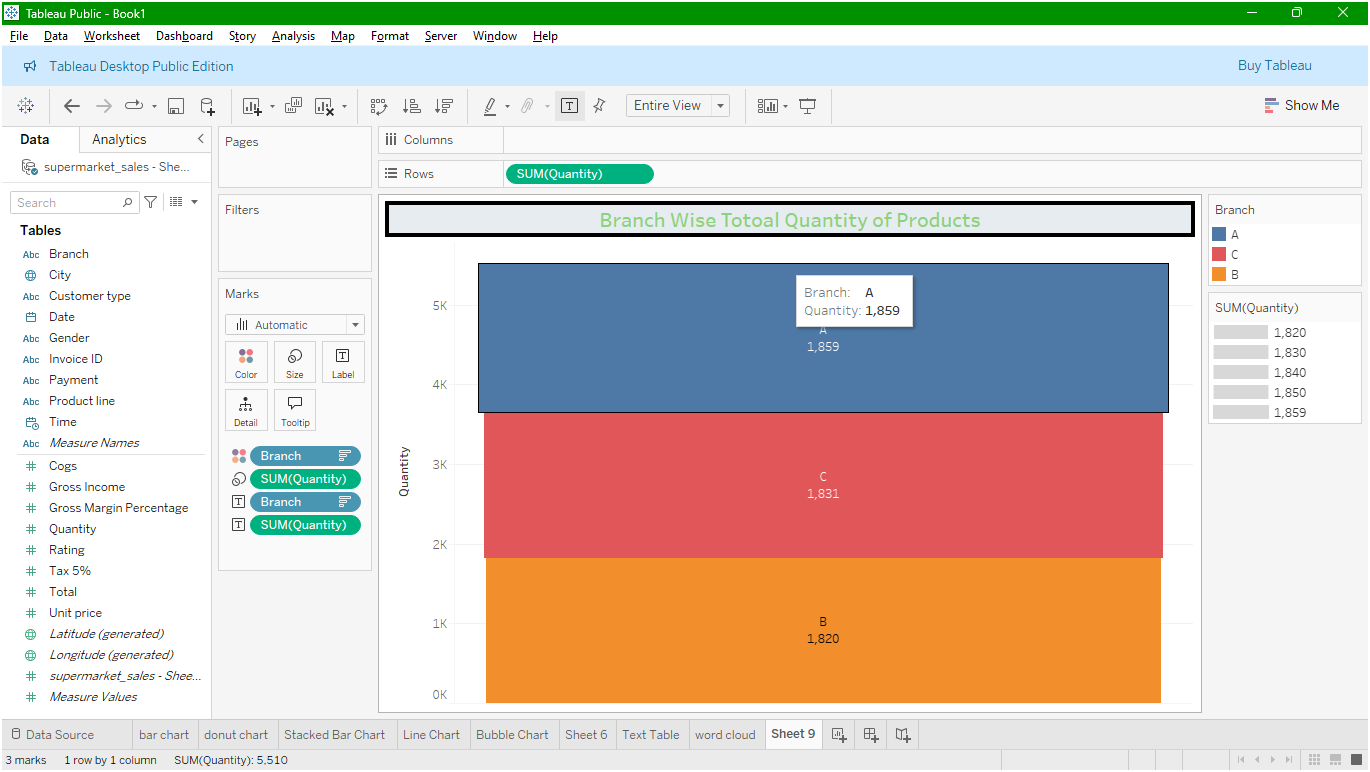 Tableau Public - Book1
File Data Worksheet Dashboard Story Analysis Map Format Server Window Help
Tableau Desktop Public Edition
Buy Tableau
Entire View
Show Me
Data
Analytics
supermarket_sales - She...
Search
Tables
Abc Branch
City
Abc Customer type
Date
Abc Gender
Abc Invoice ID
Abc Payment
Abc Product line
Time
Abc Measure Names
Cogs
Gross Income
Gross Margin Percentage
Quantity
Rating
Tax 5%
Total
Unit price
Latitude (generated)
Longitude (generated)
supermarket_sales - Shee...
Measure Values
Pages
Filters
Marks
Automatic
Color
Size
Label
Detail
Tooltip
Branch
SUM(Quantity)
Branch
SUM(Quantity)
Columns
Rows
SUM(Quantity)
Branch Wise Totoal Quantity of Products
Quantity
5K
4K
3K
2K
1K
0K
Branch: A
Quantity: 1,859
A
1,859
C
1,831
B
1,820
Branch
A
C
B
SUM(Quantity)
1,820
1,830
1,840
1,850
1,859
Data Source
bar chart
donut chart
Stacked Bar Chart
Line Chart
Bubble Chart
Sheet 6
Text Table
word cloud
Sheet 9
3 marks
1 row by 1 column
SUM(Quantity): 5,510